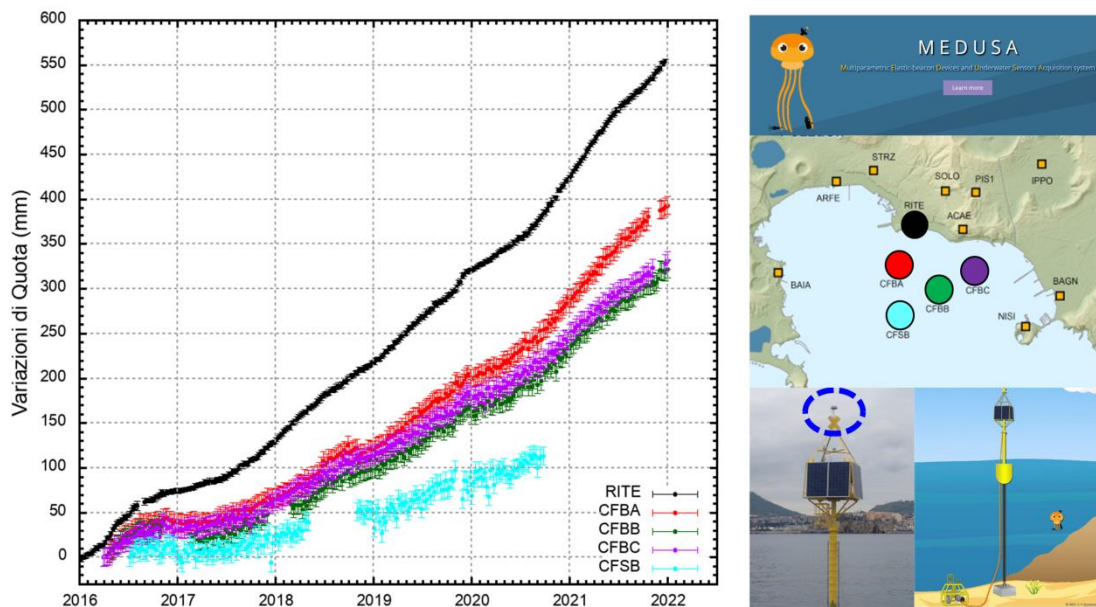 600
550
500
450
400
350
300
250
200
150
100
50
0
Variazioni di Quota (mm)
2016 2017 2018 2019 2020 2021 2022
RITE
CFBA
CFBB
CFBC
CFSB
MEDUSA
Multiparametric Elastic-beacon Devices and Underwater Sensors Acquisition system
Learn more
STRZ
SOLO
PIS1
IPPO
ARFE
RITE
ACAE
BAIA
CFBA
CFBC
BAGN
CFBB
NISI
CFSB